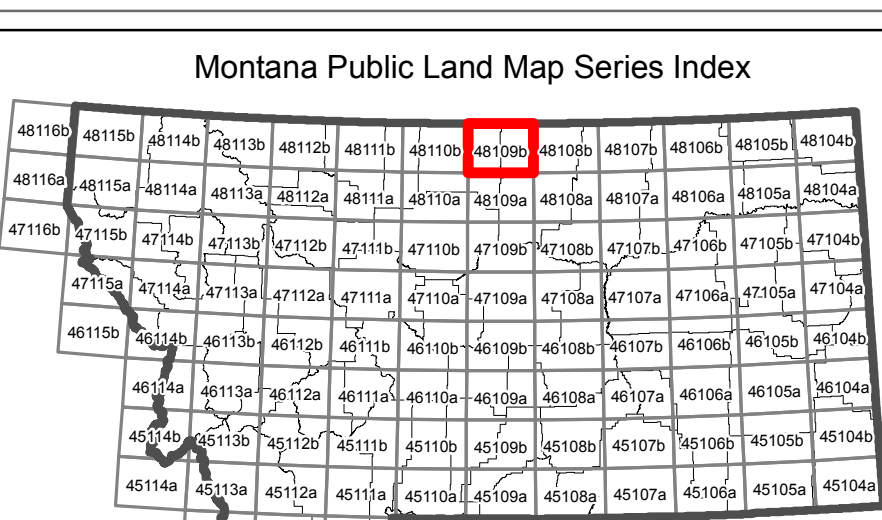 Montana Public Land Map Series Index
48116b 48115b 48114b 48113b 48112b 48111b 48110b 48109b 48108b 48107b 48106b 48105b 48104b
48116a 48115a 48114a 48113a 48112a 48111a 48110a 48109a 48108a 48107a 48106a 48105a 48104a
47116b 47115b 47114b 47113b 47112b 47111b 47110b 47109b 47108b 47107b 47106b 47105b 47104b
47115a 47114a 47113a 47112a 47111a 47110a 47109a 47108a 47107a 47106a 47105a 47104a
46115b 46114b 46113b 46112b 46111b 46110b 46109b 46108b 46107b 46106b 46105b 46104b
46114a 46113a 46112a 46111a 46110a 46109a 46108a 46107a 46106a 46105a 46104a
45114b 45113b 45112b 45111b 45110b 45109b 45108b 45107b 45106b 45105b 45104b
45114a 45113a 45112a 45111a 45110a 45109a 45108a 45107a 45106a 45105a 45104a